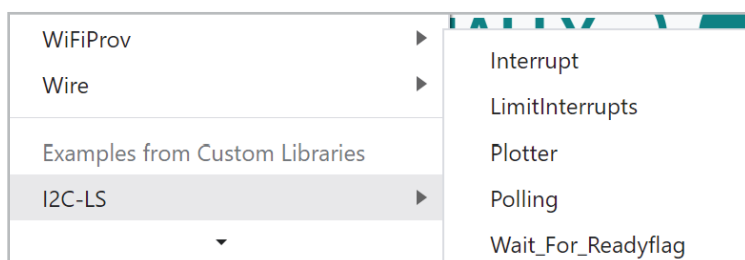 WiFiProv
Wire
Examples from Custom Libraries
I2C-LS
Interrupt
LimitInterrupts
Plotter
Polling
Wait_For_Readyflag